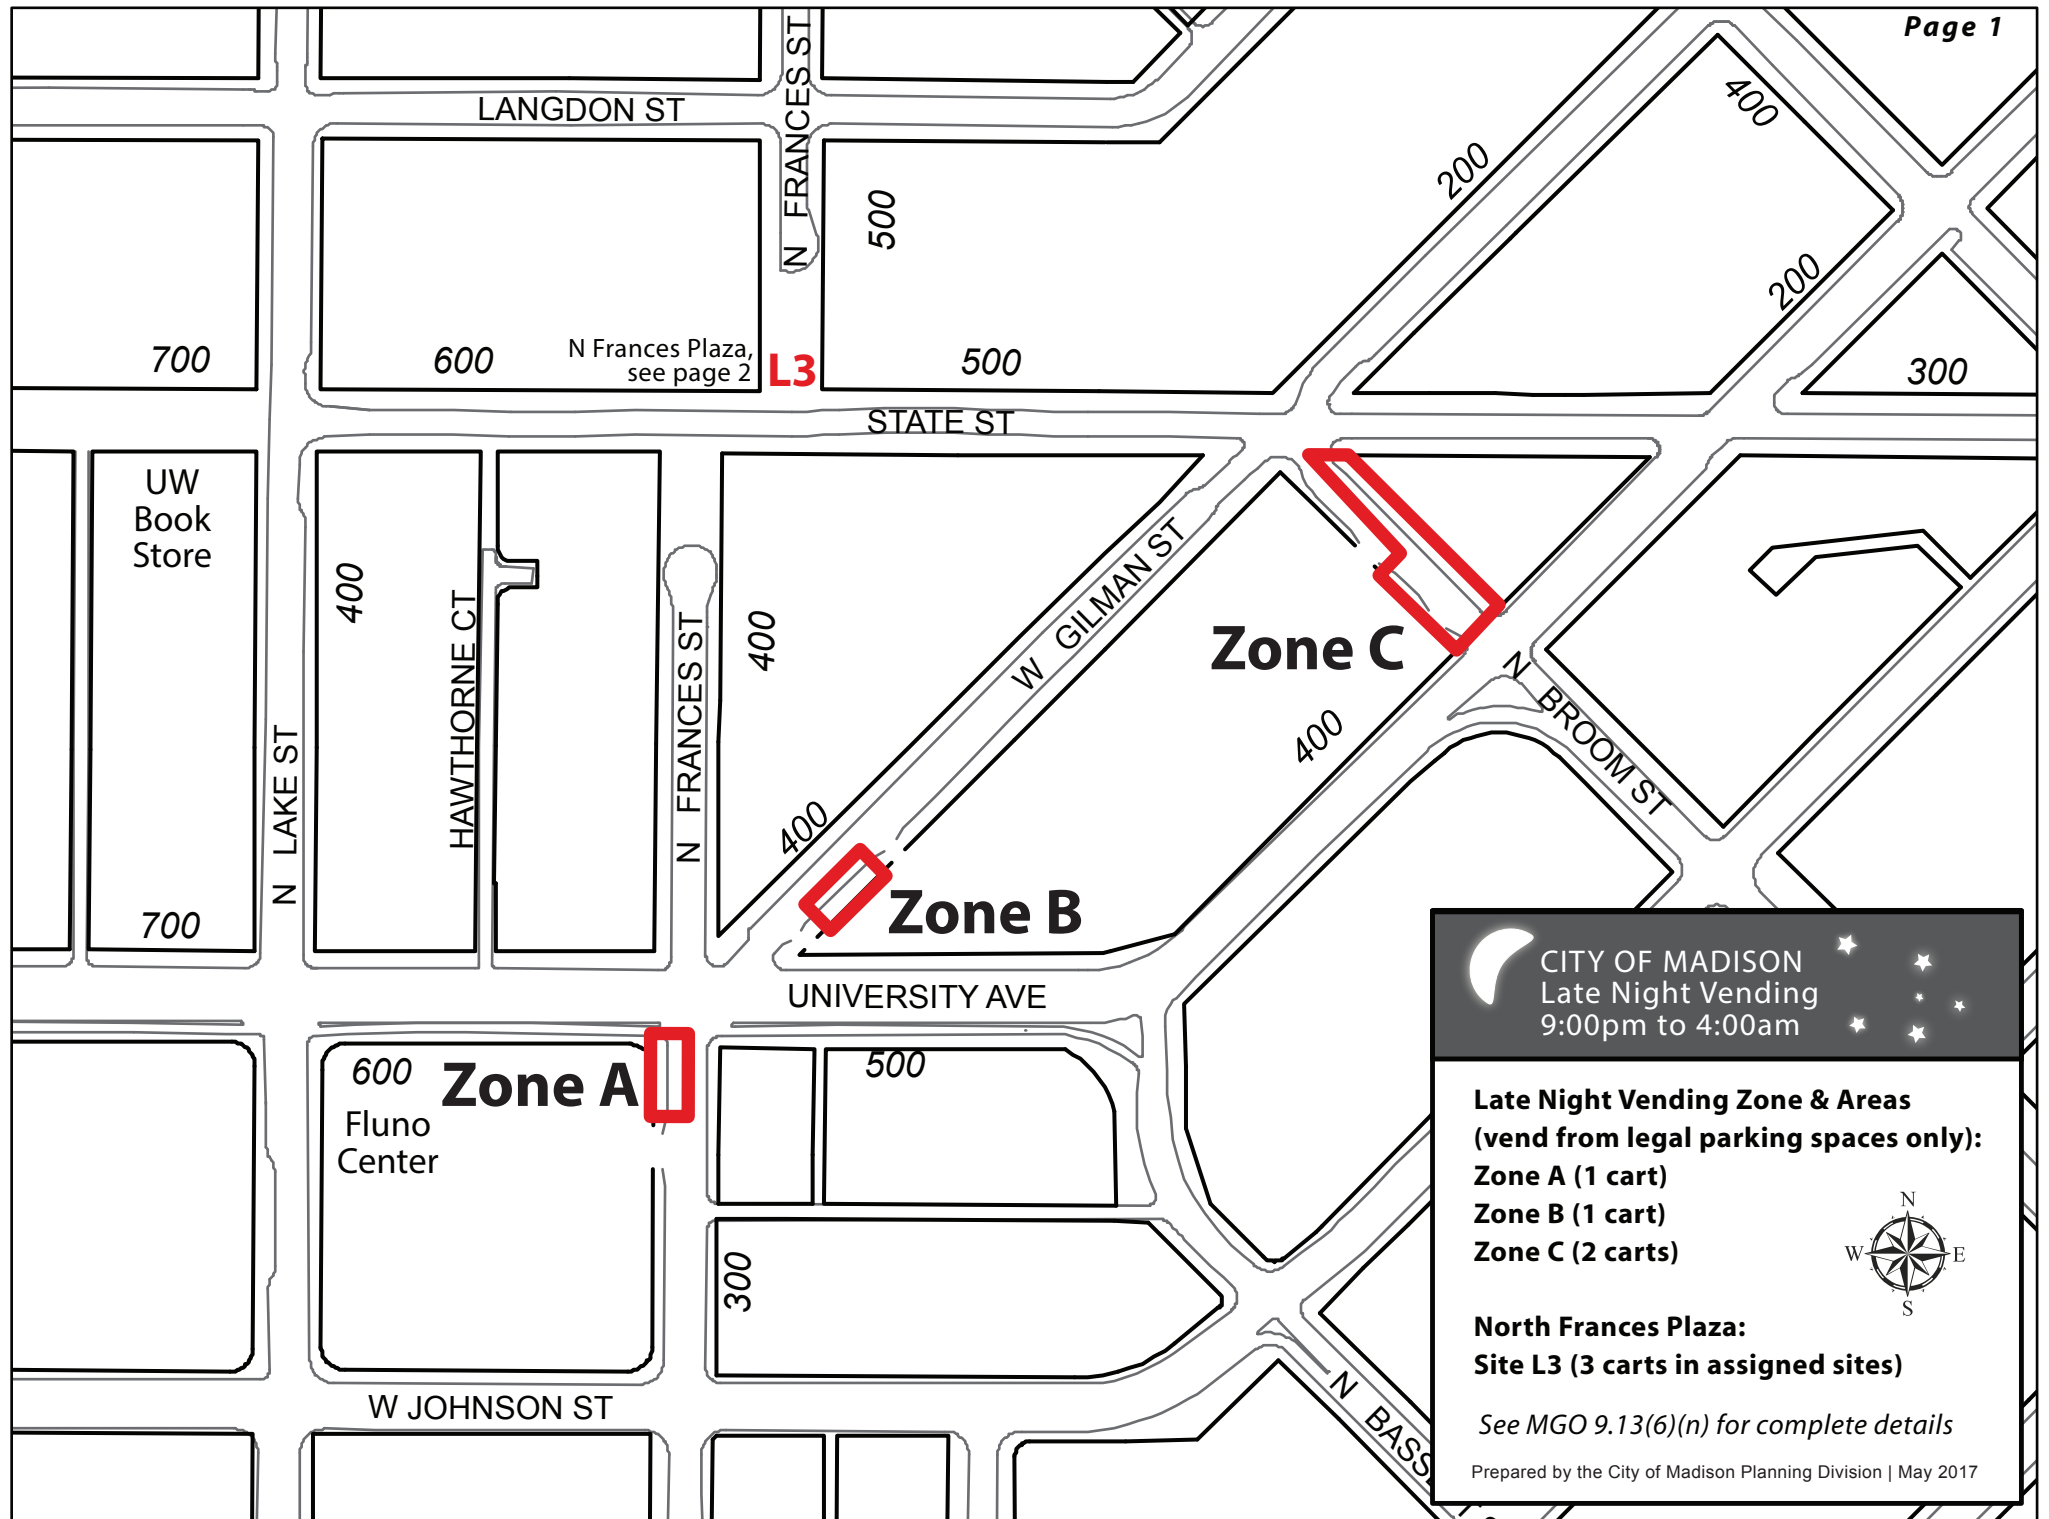 Page 1
LANGDON ST
N FRANCES ST
400
200
500
200
700
600
N Frances Plaza,
see page 2
L3
500
300
STATE ST
UW
Book
Store
400
HAWTHORNE CT
N FRANCES ST
400
W GILMAN ST
Zone C
N BROOM ST
400
N LAKE ST
400
Zone B
700
UNIVERSITY AVE
600
Zone A
500
Fluno
Center
300
W JOHNSON ST
N BASS
CITY OF MADISON
Late Night Vending
9:00pm to 4:00am
Late Night Vending Zone & Areas
(vend from legal parking spaces only):
Zone A (1 cart)
Zone B (1 cart)
Zone C (2 carts)
N
W E
S
North Frances Plaza:
Site L3 (3 carts in assigned sites)
See MGO 9.13(6)(n) for complete details
Prepared by the City of Madison Planning Division | May 2017